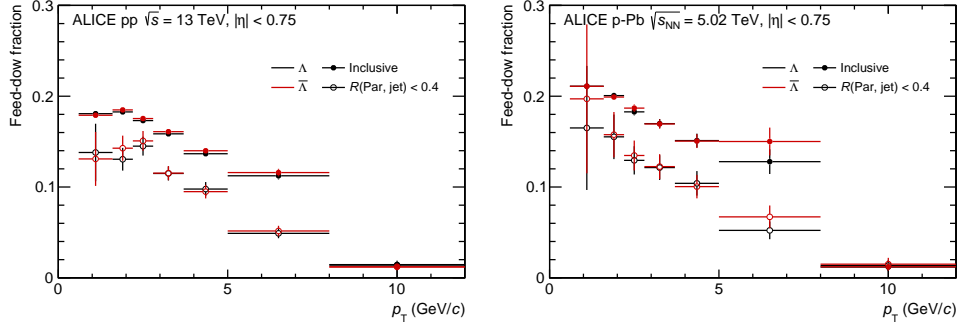 ALICE pp √s = 13 TeV, |η| < 0.75
Feed-dow fraction
0.3
0.2
0.1
0
Λ
Inclusive
Λ̅
R(Par, jet) < 0.4
0
5
10
p_T (GeV/c)
ALICE p-Pb √s_NN = 5.02 TeV, |η| < 0.75
Feed-dow fraction
0.3
0.2
0.1
0
Λ
Inclusive
Λ̅
R(Par, jet) < 0.4
0
5
10
p_T (GeV/c)